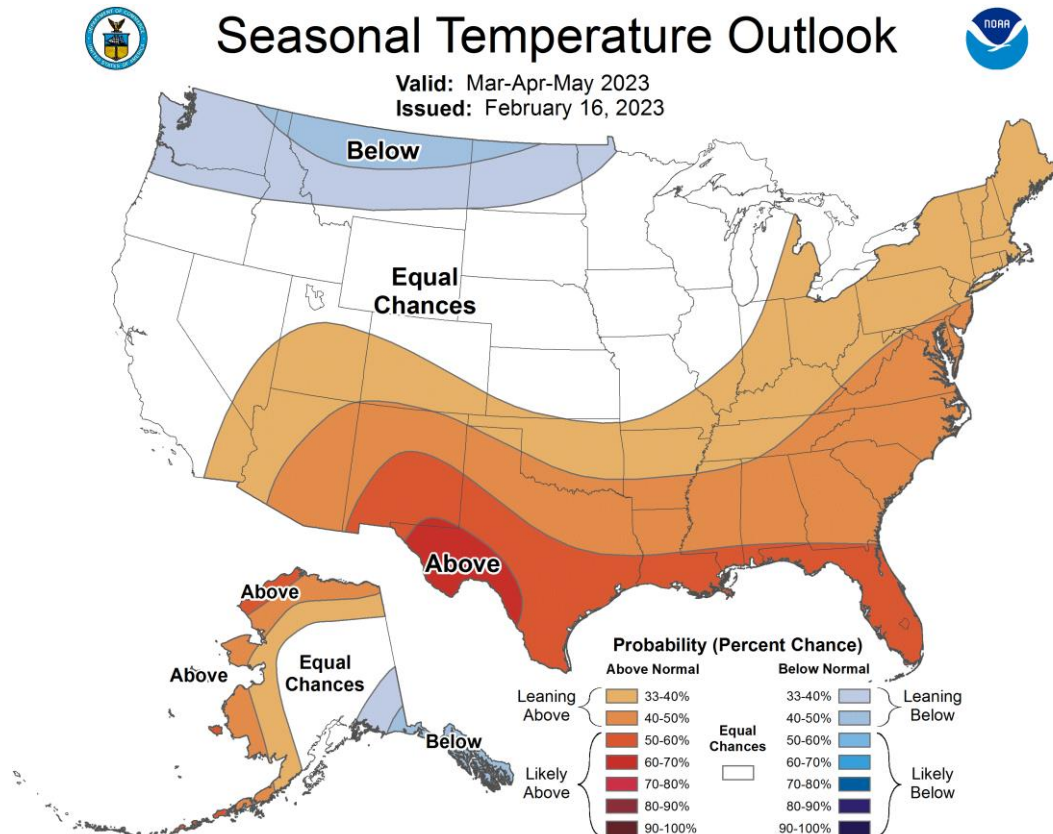 Seasonal Temperature Outlook
NOAA
Valid: Mar-Apr-May 2023
Issued: February 16, 2023
Below
Equal
Chances
Above
Above
Above
Equal
Chances
Below
Probability (Percent Chance)
Above Normal
Below Normal
Leaning
Above
33-40%
40-50%
Likely
Above
50-60%
60-70%
70-80%
80-90%
90-100%
Equal
Chances
33-40%
40-50%
Leaning
Below
50-60%
60-70%
70-80%
80-90%
90-100%
Likely
Below